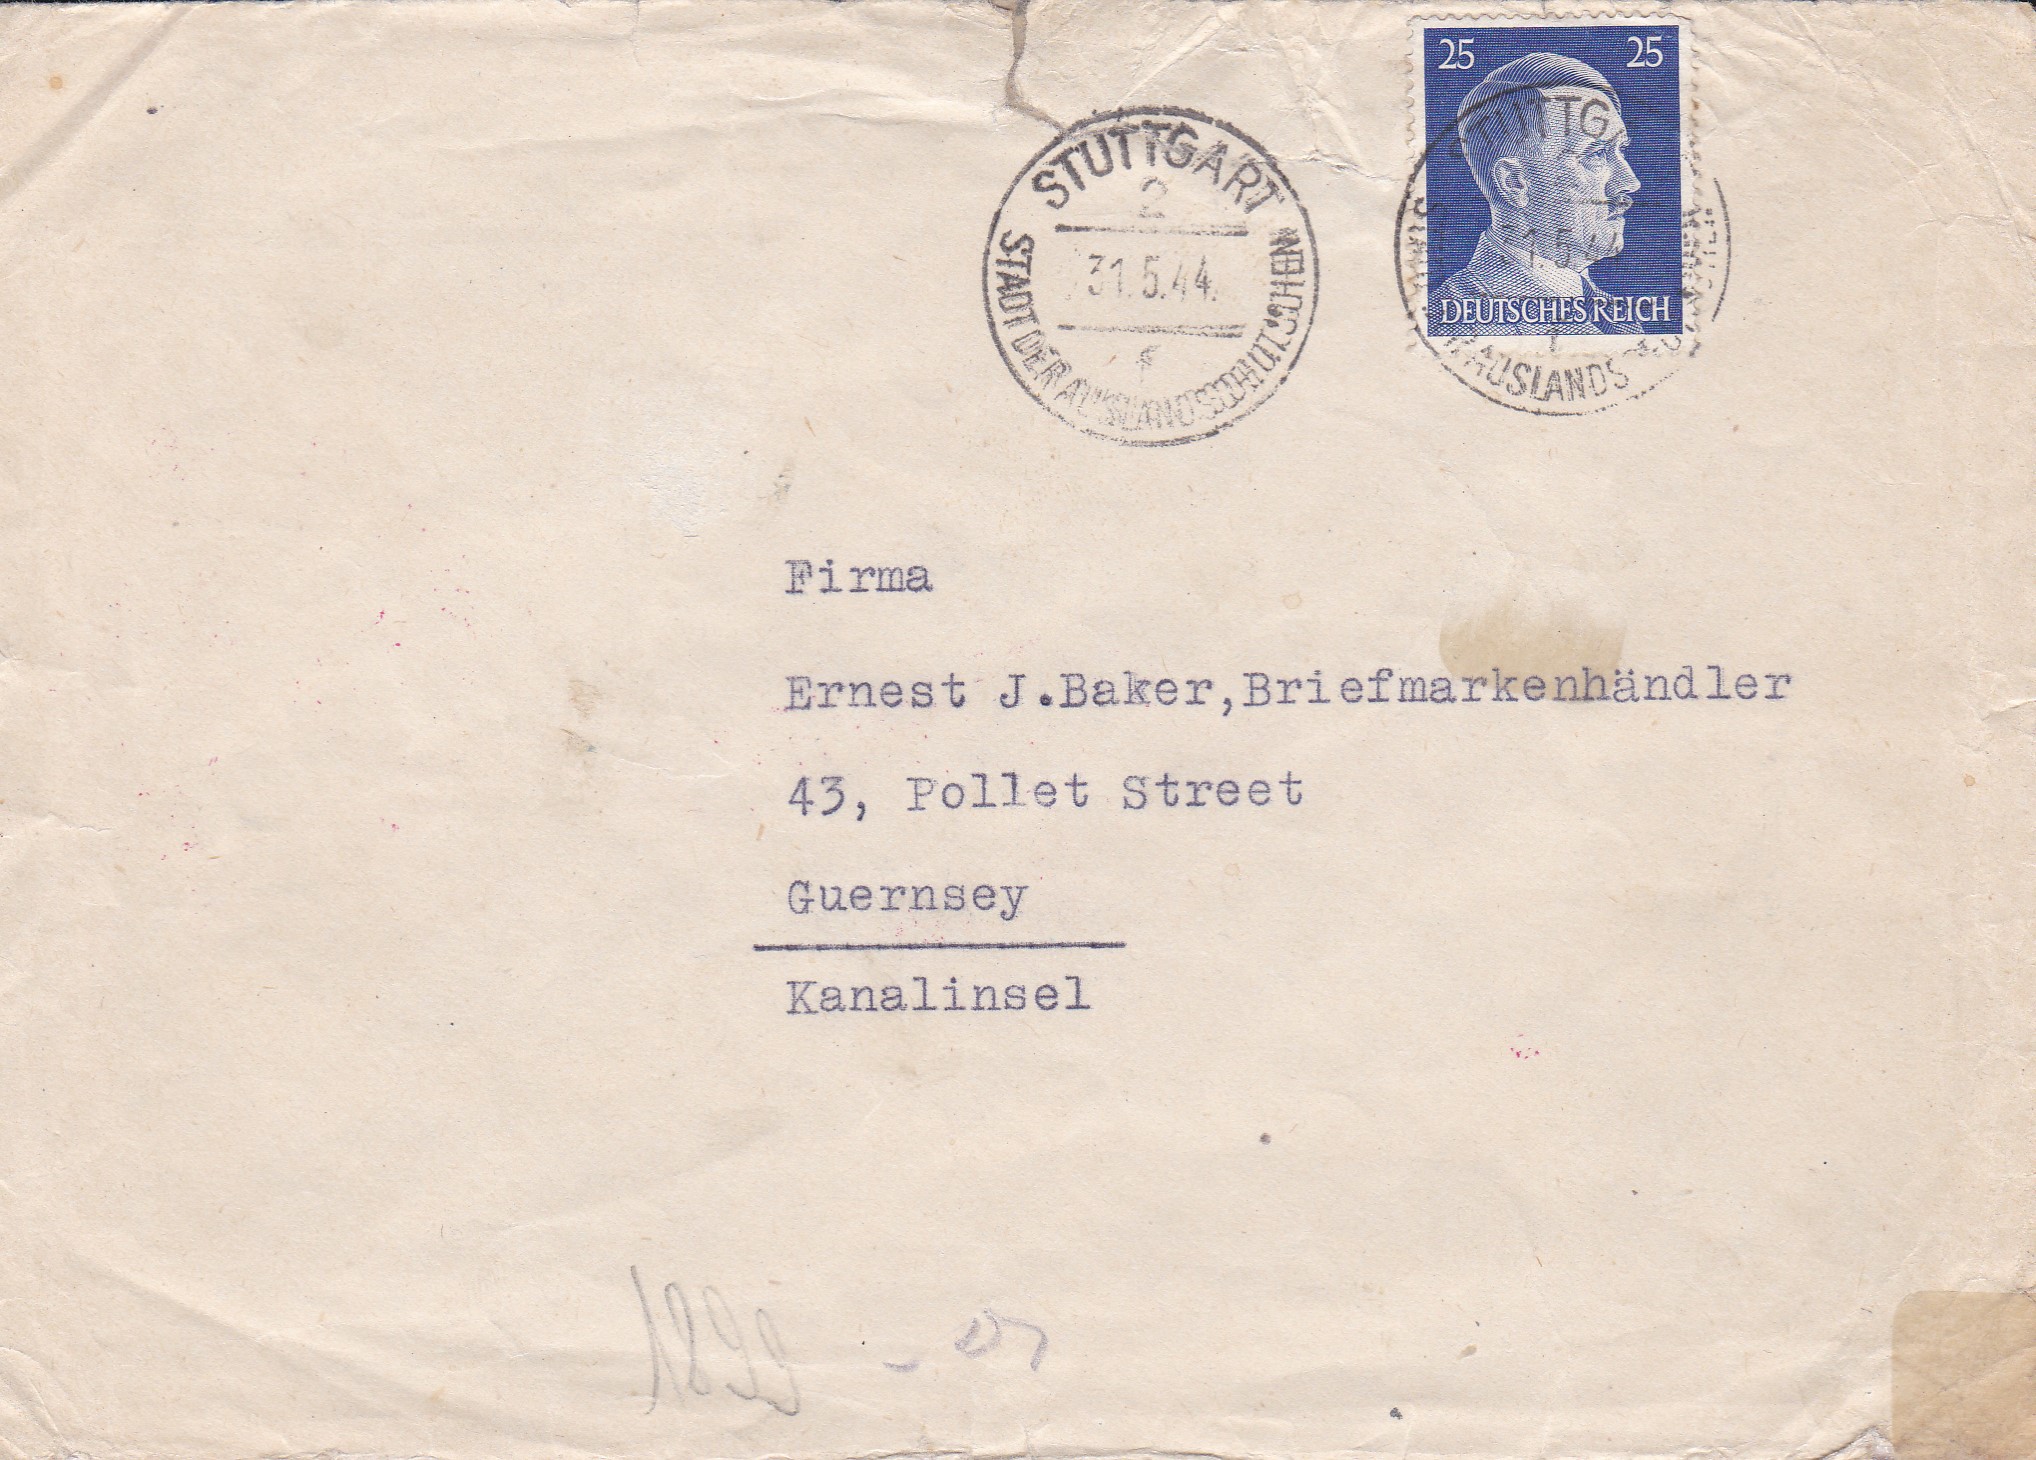 STUTTGART
2
31.5.44.
f
STADT DER AUSLANDSDEUTSCHEN
25 25
DEUTSCHES REICH
Firma
Ernest J.Baker,Briefmarkenhändler
43, Pollet Street
Guernsey
Kanalinsel